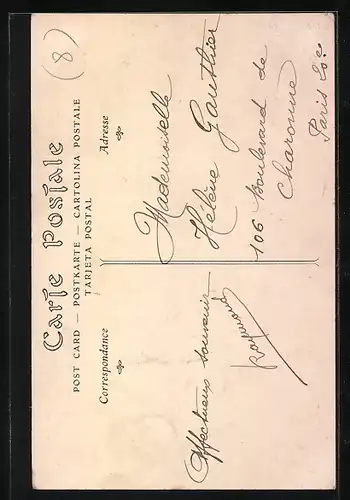 (8)
Carte Postale
POST CARD — POSTKARTE — CARTOLINA POSTALE
TARJETA POSTAL
Correspondance
Affectueux souvenir
Raymond
Adresse
Mademoiselle
Hélène Gauthier
106 Boulevard de
Charonne
Paris